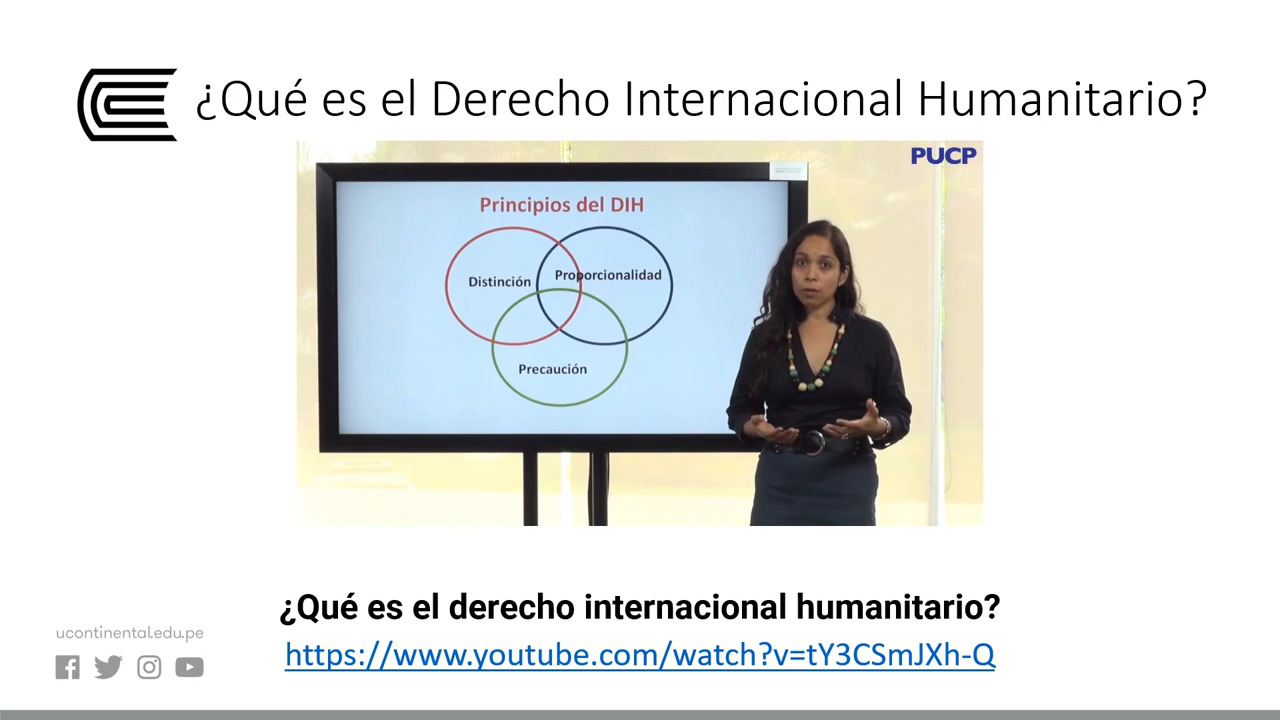 ¿Qué es el Derecho Internacional Humanitario?
PUCP
Principios del DIH
Distinción
Proporcionalidad
Precaución
¿Qué es el derecho internacional humanitario?
ucontinental.edu.pe
https://www.youtube.com/watch?v=tY3CSmJXh-Q